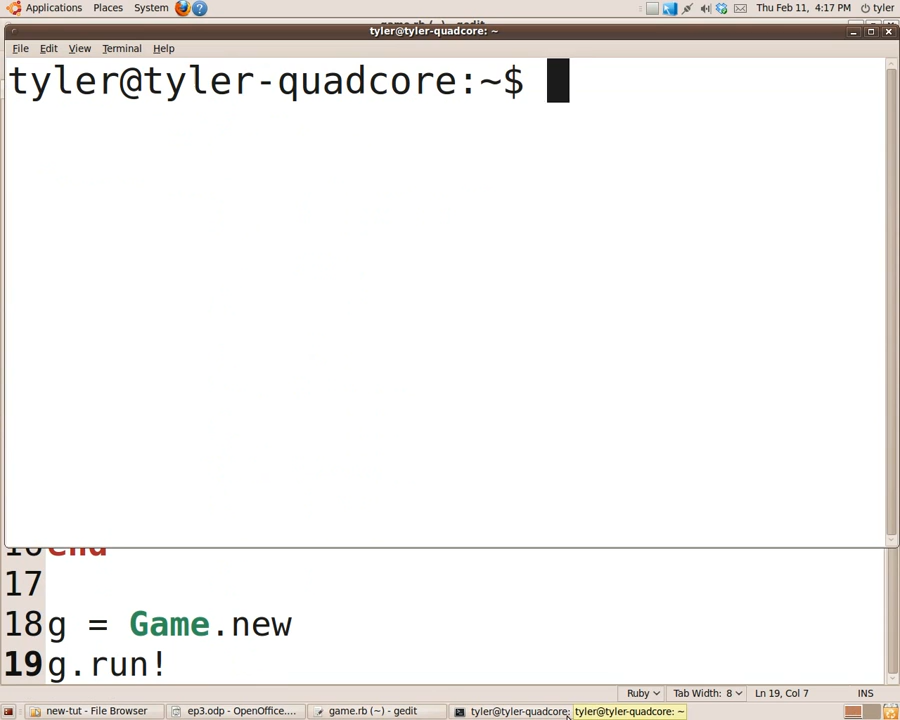 Applications Places System ? Thu Feb 11, 4:17 PM tyler
tyler@tyler-quadcore: ~
File Edit View Terminal Help
tyler@tyler-quadcore:~$
17
18 g = Game.new
19 g.run!
Ruby Tab Width: 8 Ln 19, Col 7 INS
new-tut - File Browser ep3.odp - OpenOffice.... game.rb (~) - gedit tyler@tyler-quadcore: tyler@tyler-quadcore: ~